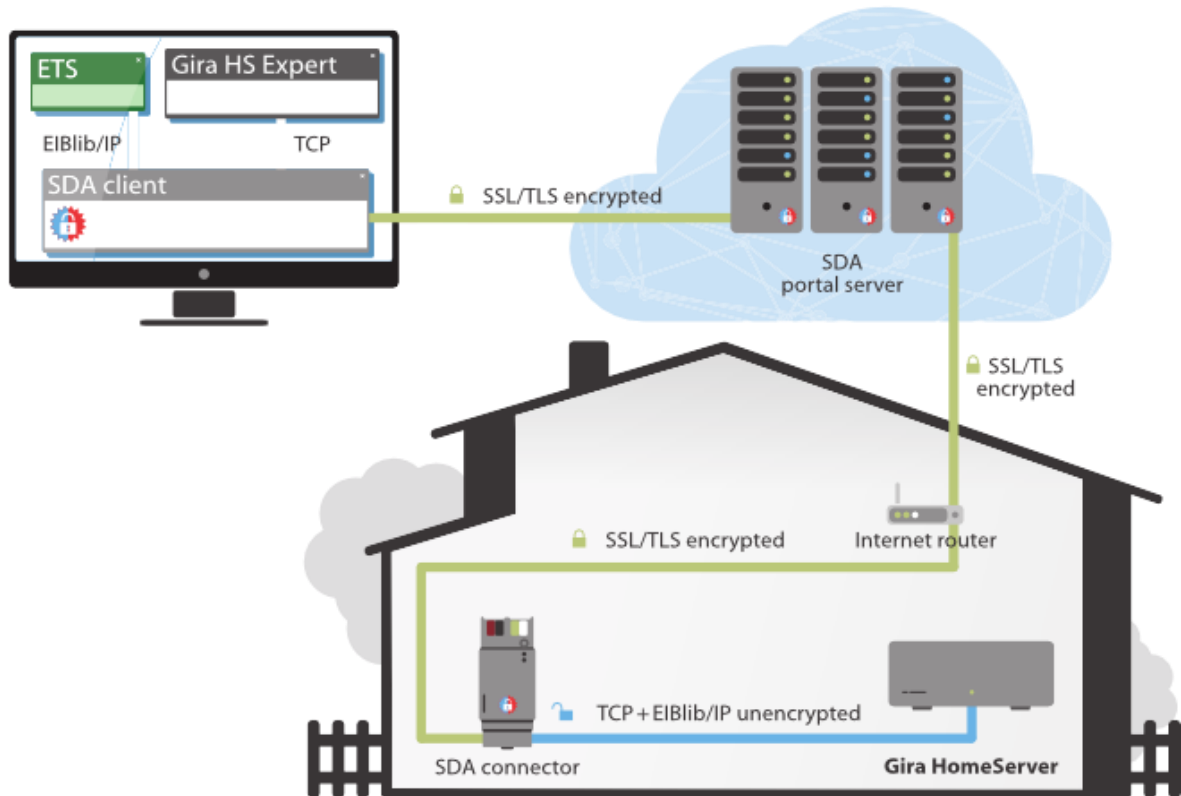 ETS
Gira HS Expert
EIBlib/IP
TCP
SDA client
SSL/TLS encrypted
SDA
portal server
SSL/TLS
encrypted
SSL/TLS encrypted
Internet router
TCP + EIBlib/IP unencrypted
SDA connector
Gira HomeServer